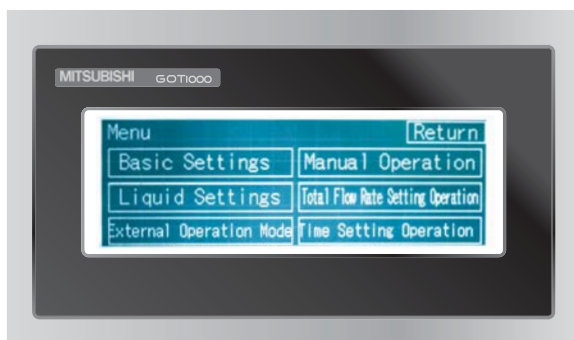 MITSUBISHI GOT1000
Menu Return
Basic Settings Manual Operation
Liquid Settings Total Flow Rate Setting Operation
External Operation Mode Time Setting Operation